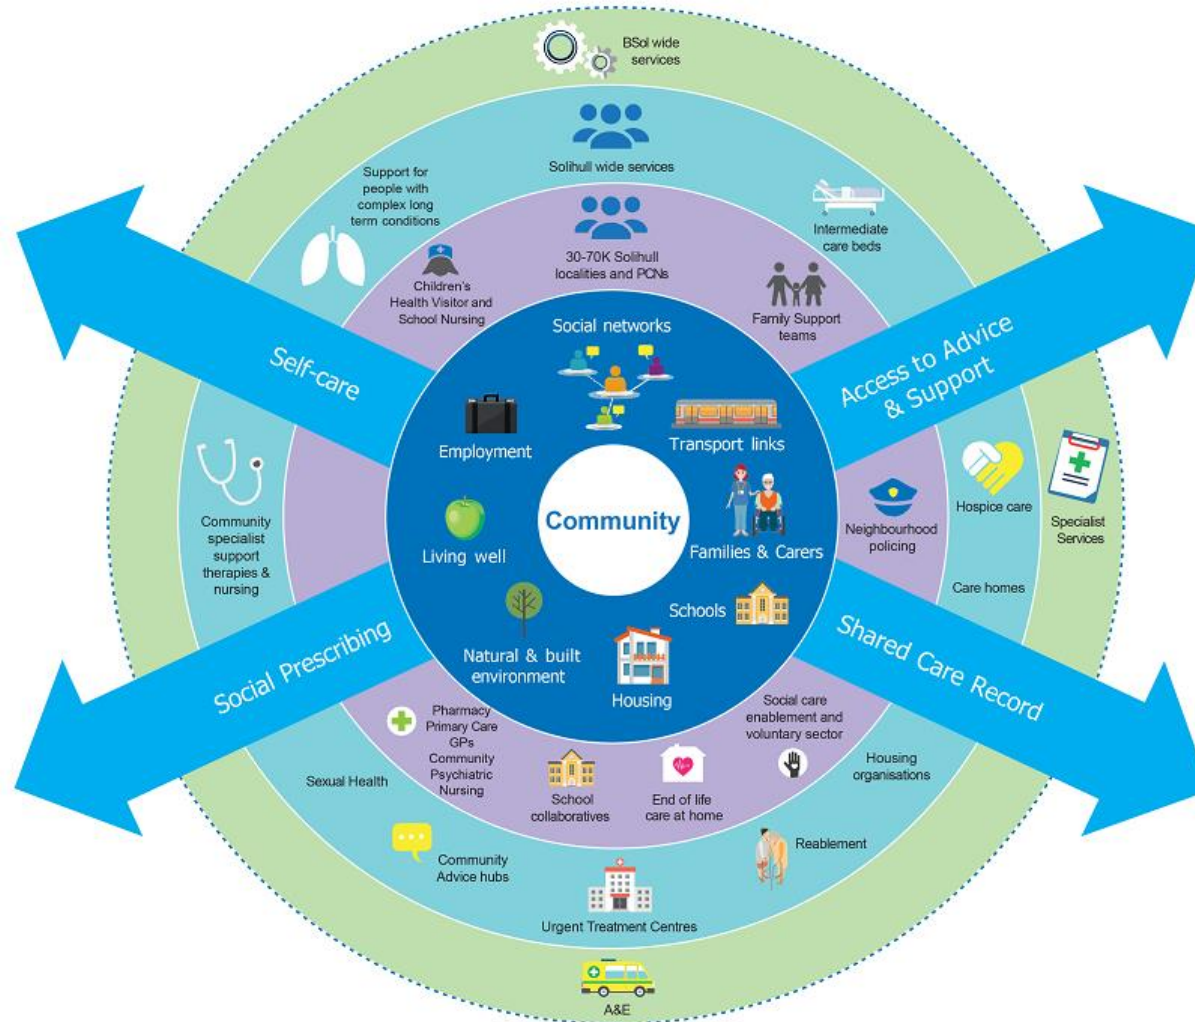 BSol wide
services
Solihull wide services
Support for
people with
complex long
term conditions
Intermediate
care beds
30-70K Solihull
localities and PCNs
Children's
Health Visitor and
School Nursing
Family Support
teams
Social networks
Self-care
Access to Advice
& Support
Employment
Transport links
Community
specialist
support
therapies &
nursing
Living well
Community
Families & Carers
Neighbourhood
policing
Hospice care
Specialist
Services
Care homes
Schools
Natural & built
environment
Housing
Social Prescribing
Shared Care Record
Pharmacy
Primary Care
GPs
Community
Psychiatric
Nursing
Social care
enablement and
voluntary sector
Sexual Health
School
collaboratives
End of life
care at home
Housing
organisations
Community
Advice hubs
Reablement
Urgent Treatment Centres
A&E